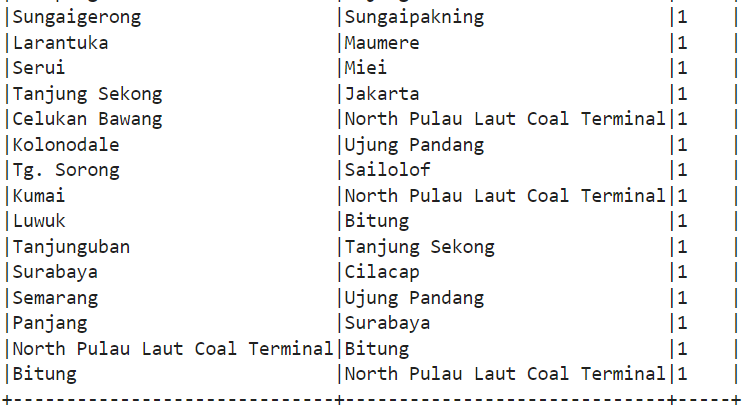 |Sungaigerong                  |Sungaipakning                 |1    |
|Larantuka                     |Maumere                       |1    |
|Serui                         |Miei                          |1    |
|Tanjung Sekong                |Jakarta                       |1    |
|Celukan Bawang                |North Pulau Laut Coal Terminal|1    |
|Kolonodale                    |Ujung Pandang                 |1    |
|Tg. Sorong                    |Sailolof                      |1    |
|Kumai                         |North Pulau Laut Coal Terminal|1    |
|Luwuk                         |Bitung                        |1    |
|Tanjunguban                   |Tanjung Sekong                |1    |
|Surabaya                      |Cilacap                       |1    |
|Semarang                      |Ujung Pandang                 |1    |
|Panjang                       |Surabaya                      |1    |
|North Pulau Laut Coal Terminal|Bitung                        |1    |
|Bitung                        |North Pulau Laut Coal Terminal|1    |
+------------------------------+------------------------------+-----+